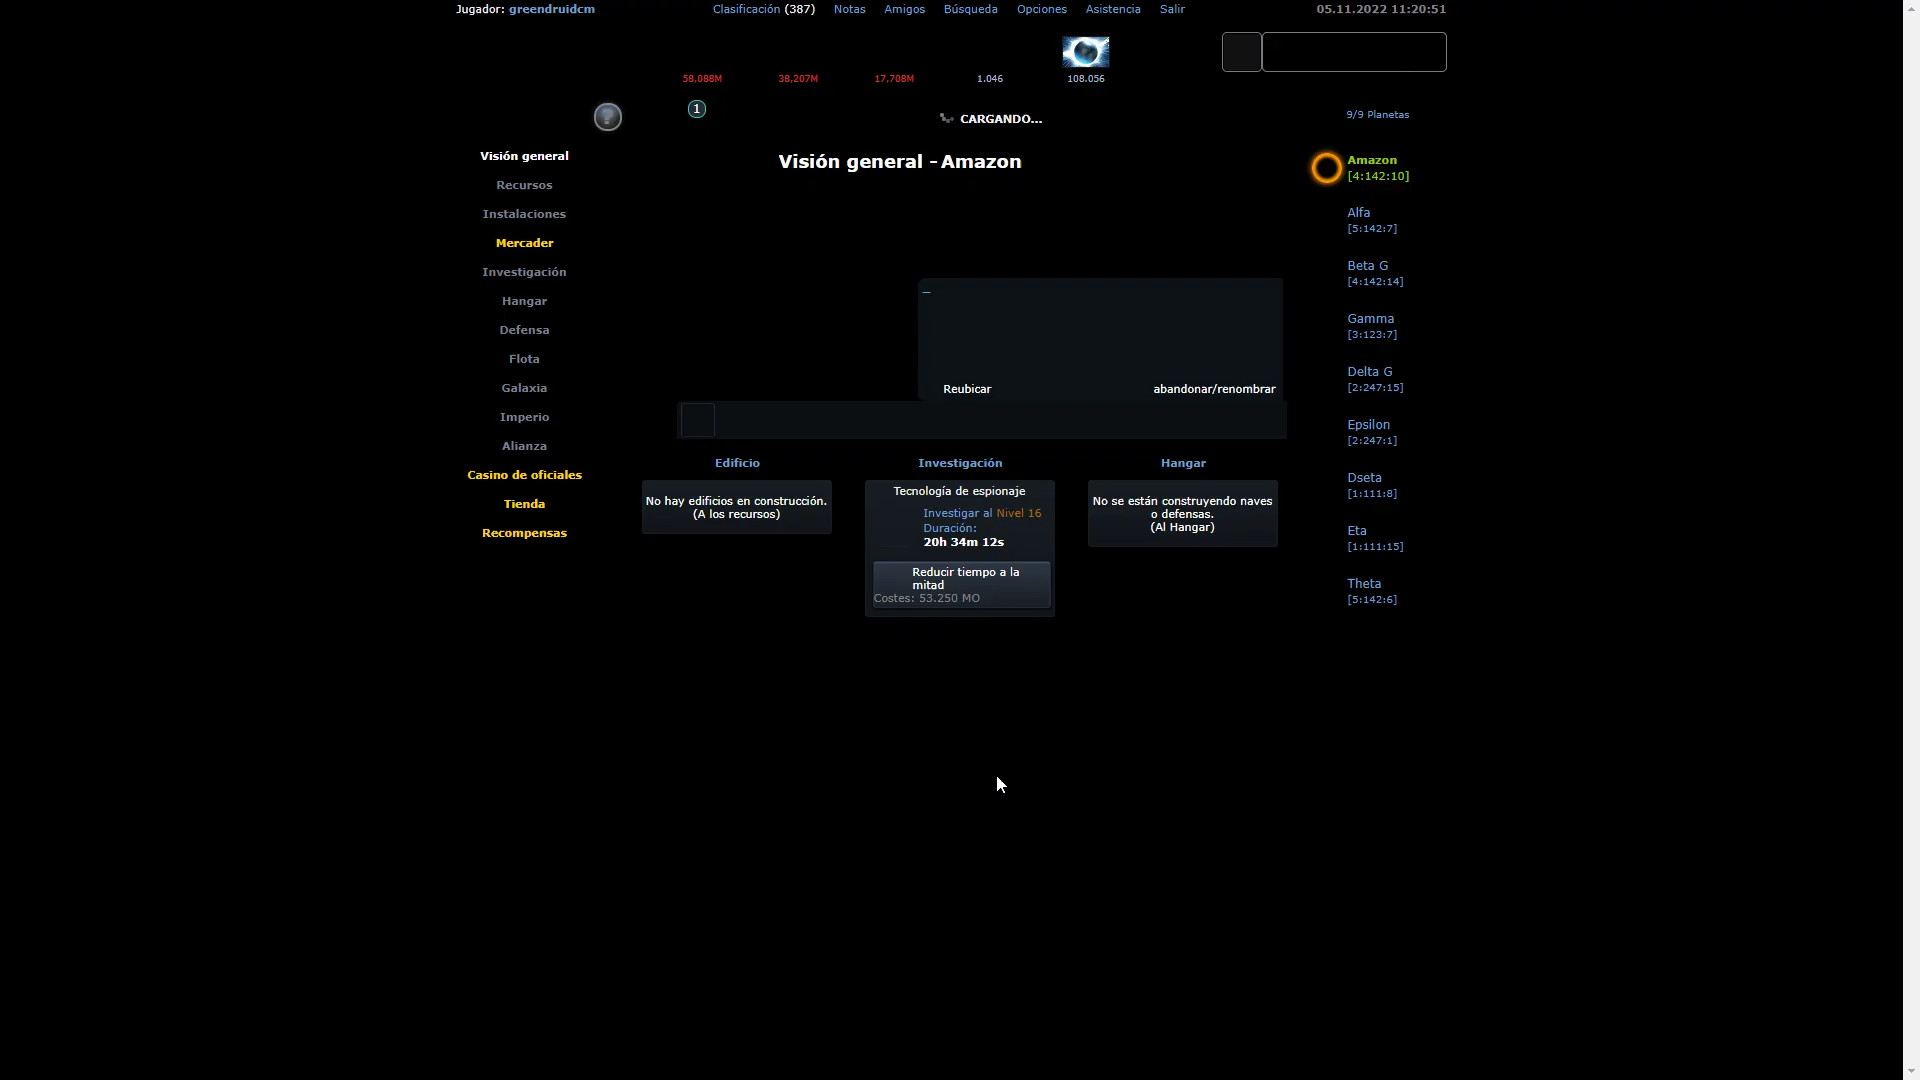 Jugador: greendruidcm
Clasificación (387) Notas Amigos Búsqueda Opciones Asistencia Salir
05.11.2022 11:20:51
58,088M 38,207M 17,708M 1.046 108.056
?
1
CARGANDO...
9/9 Planetas
Visión general
Recursos
Instalaciones
Mercader
Investigación
Hangar
Defensa
Flota
Galaxia
Imperio
Alianza
Casino de oficiales
Tienda
Recompensas
Visión general - Amazon
Reubicar
abandonar/renombrar
Edificio
No hay edificios en construcción.
(A los recursos)
Investigación
Tecnología de espionaje
Investigar al Nivel 16
Duración:
20h 34m 12s
Reducir tiempo a la
mitad
Costes: 53.250 MO
Hangar
No se están construyendo naves
o defensas.
(Al Hangar)
Amazon
[4:142:10]
Alfa
[5:142:7]
Beta G
[4:142:14]
Gamma
[3:123:7]
Delta G
[2:247:15]
Epsilon
[2:247:1]
Dseta
[1:111:8]
Eta
[1:111:15]
Theta
[5:142:6]